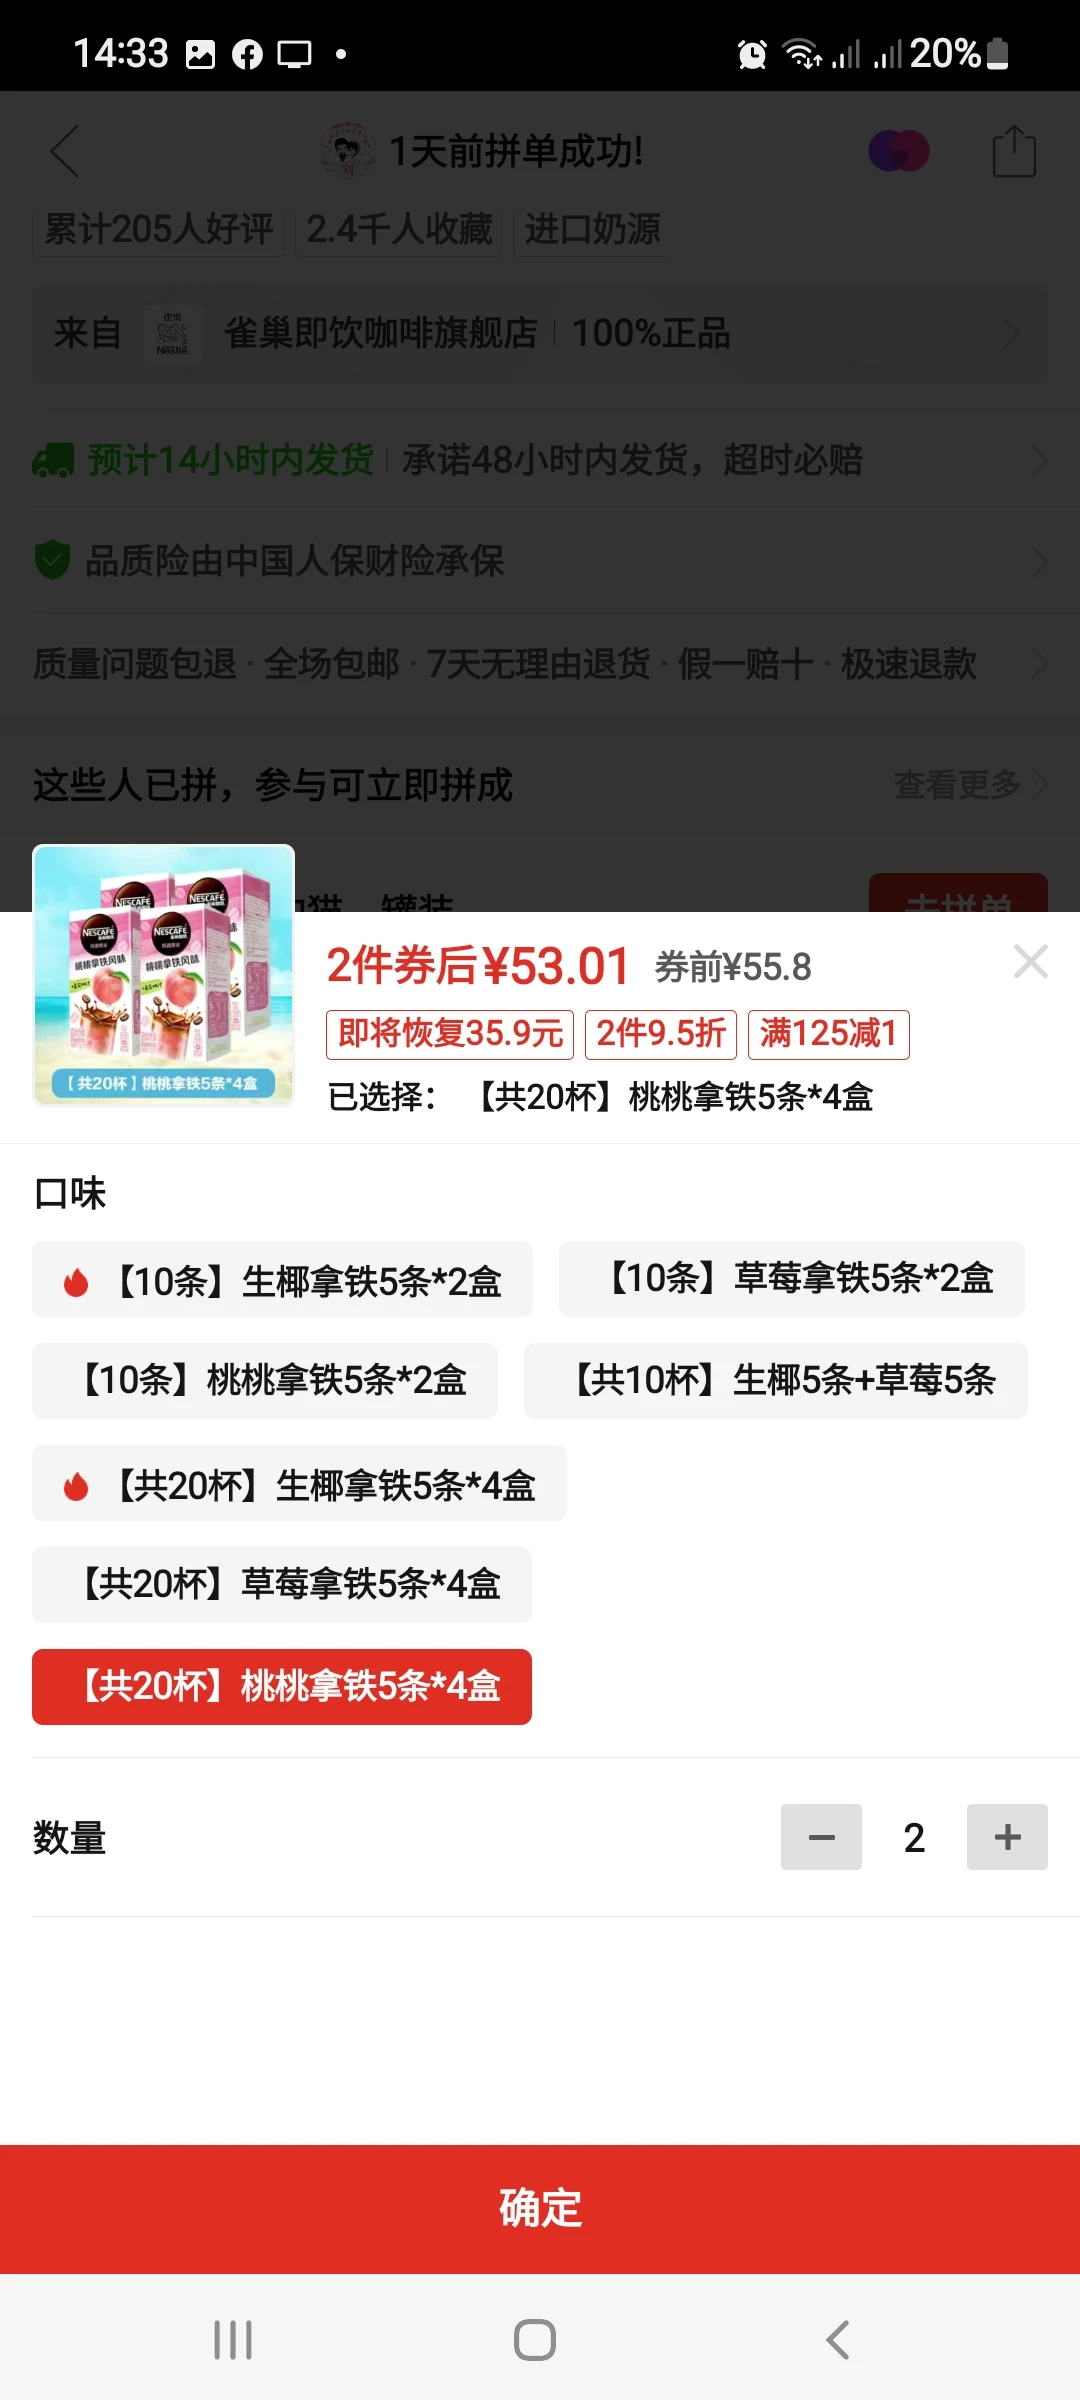 14:33
20%
1天前拼单成功!
累计205人好评 2.4千人收藏 进口奶源
来自 雀巢即饮咖啡旗舰店 100%正品
预计14小时内发货 承诺48小时内发货，超时必赔
品质险由中国人保财险承保
质量问题包退 · 全场包邮 · 7天无理由退货 · 假一赔十 · 极速退款
这些人已拼，参与可立即拼成 查看更多
罐装 去拼单
NESCAFÉ
NESCAFÉ
NESCAFÉ
NESCAFÉ
桃桃拿铁风味
桃桃拿铁风味
【共20杯】桃桃拿铁5条*4盒
2件券后¥53.01 券前¥55.8
即将恢复35.9元 2件9.5折 满125减1
已选择： 【共20杯】桃桃拿铁5条*4盒
口味
【10条】生椰拿铁5条*2盒 【10条】草莓拿铁5条*2盒
【10条】桃桃拿铁5条*2盒 【共10杯】生椰5条+草莓5条
【共20杯】生椰拿铁5条*4盒
【共20杯】草莓拿铁5条*4盒
【共20杯】桃桃拿铁5条*4盒
数量 2
确定